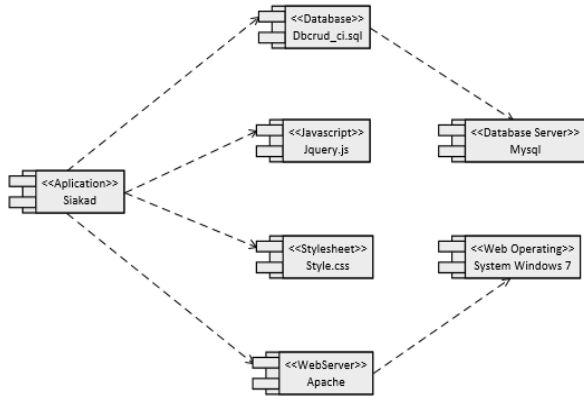 <<Database>>
Dbcrud_ci.sql
<<Javascript>>
Jquery.js
<<Database Server>>
Mysql
<<Aplication>>
Siakad
<<Stylesheet>>
Style.css
<<Web Operating>>
System Windows 7
<<WebServer>>
Apache